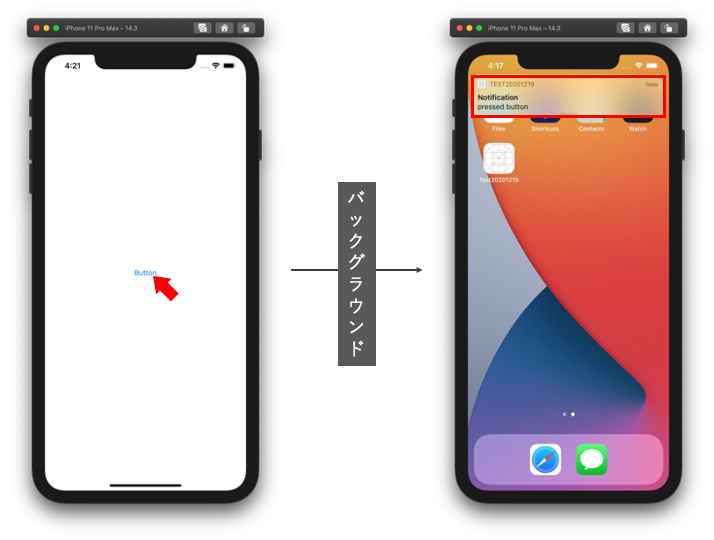 iPhone 11 Pro Max – 14.3
4:21
Button
バックグラウンド
iPhone 11 Pro Max – 14.3
4:17
TEST20201219
now
Notification
pressed button
Files
Shortcuts
Contacts
Watch
Test20201219